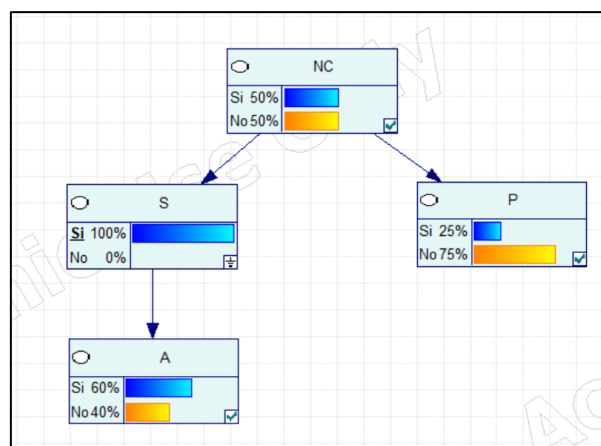 NC
Si 50%
No 50%
S
Si 100%
No 0%
P
Si 25%
No 75%
A
Si 60%
No 40%